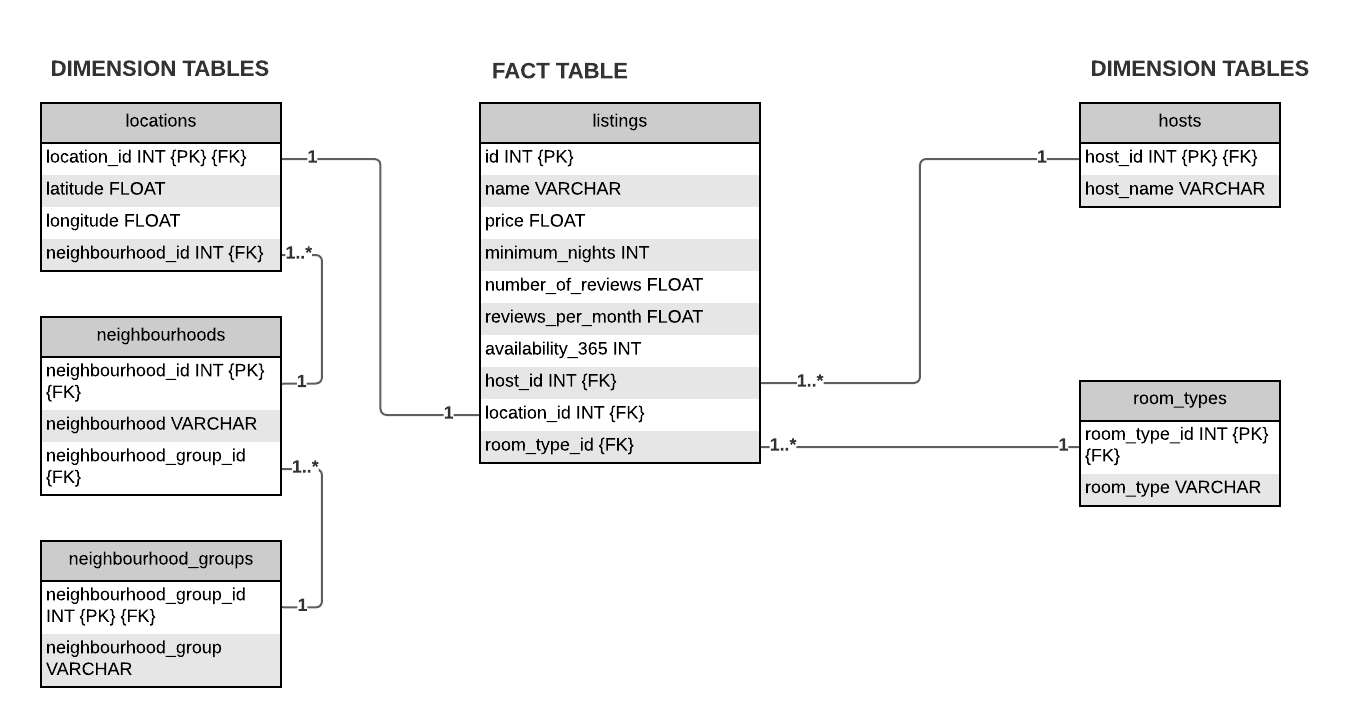 DIMENSION TABLES
locations
location_id INT {PK} {FK}
latitude FLOAT
longitude FLOAT
neighbourhood_id INT {FK}
1
1..*
neighbourhoods
neighbourhood_id INT {PK}
{FK}
neighbourhood VARCHAR
neighbourhood_group_id
{FK}
1
1..*
neighbourhood_groups
neighbourhood_group_id
INT {PK} {FK}
neighbourhood_group
VARCHAR
1
FACT TABLE
listings
id INT {PK}
name VARCHAR
price FLOAT
minimum_nights INT
number_of_reviews FLOAT
reviews_per_month FLOAT
availability_365 INT
host_id INT {FK}
location_id INT {FK}
room_type_id {FK}
1
1..*
1..*
DIMENSION TABLES
hosts
host_id INT {PK} {FK}
host_name VARCHAR
1
room_types
room_type_id INT {PK}
{FK}
room_type VARCHAR
1